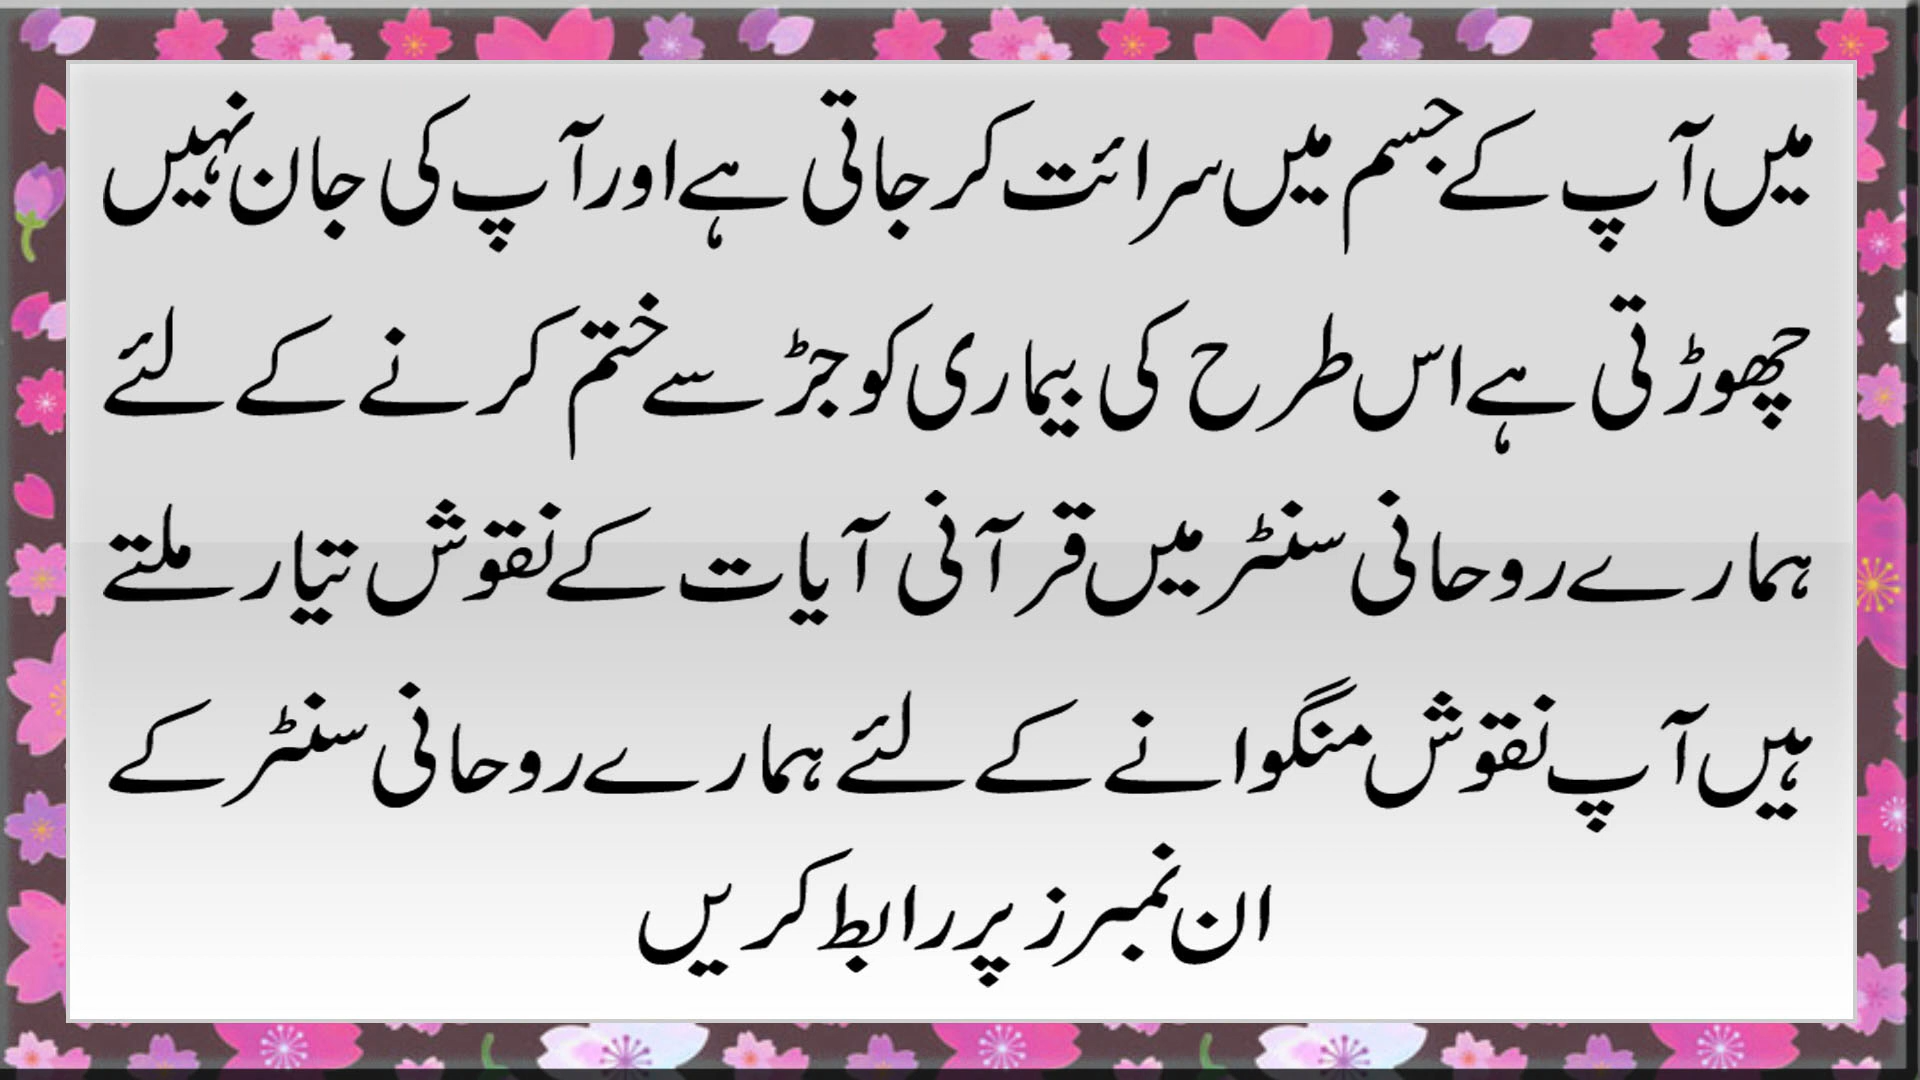 میں آپ کے جسم میں سرائت کر جاتی ہے اور آپ کی جان نہیں
چھوڑتی ہے اس طرح کی بیماری کو جڑ سے ختم کرنے کے لئے
ہمارے روحانی سنٹر میں قرآنی آیات کے نقوش تیار ملتے
ہیں آپ نقوش منگوانے کے لئے ہمارے روحانی سنٹر کے
ان نمبرز پر رابط کریں